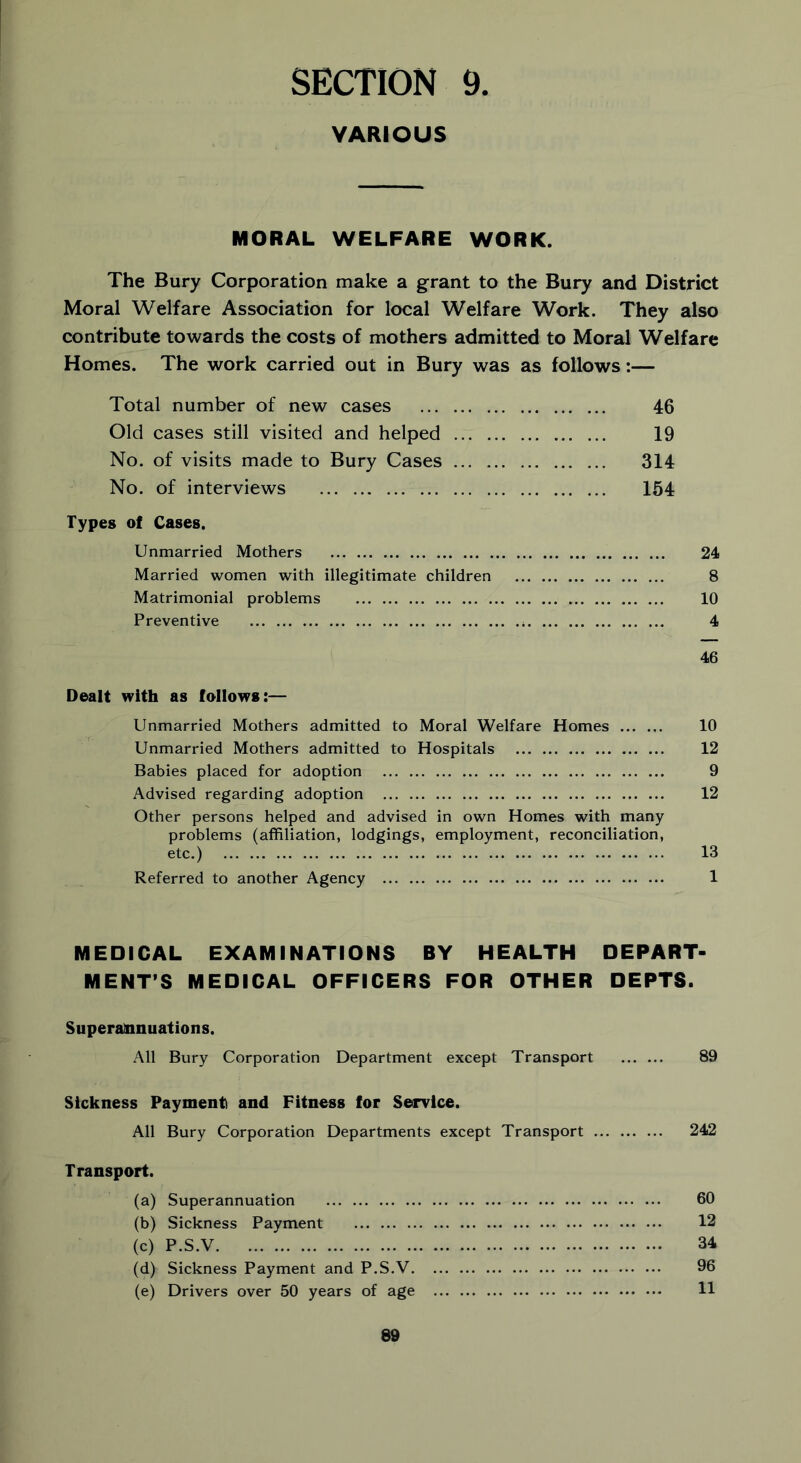 SECTION 9.
VARIOUS
MORAL WELFARE WORK.
The Bury Corporation make a grant to the Bury and District
Moral Welfare Association for local Welfare Work. They also
contribute towards the costs of mothers admitted to Moral Welfare
Homes. The work carried out in Bury was as follows:—
Total number of new cases ... ... ... ... ... ... ... 46
Old cases still visited and helped ... ... ... ... ... ... 19
No. of visits made to Bury Cases ... ... ... ... ... ... 314
No. of interviews ... ... ... ... ... ... ... ... ... ... ... 154
Types of Cases.
Unmarried Mothers ... ... ... ... ... ... ... ... ... ... ... ... ... 24
Married women with illegitimate children ... ... ... ... ... ... 8
Matrimonial problems ... ... ... ... ... ... ... ... ... ... ... ... 10
Preventive ... ... ... ... ... ... ... ... ... ... ... ... ... ... ... ... 4
46
Dealt with as follows:—
Unmarried Mothers admitted to Moral Welfare Homes ... ... 10
Unmarried Mothers admitted to Hospitals ... ... ... ... ... ... 12
Babies placed for adoption ... ... ... ... ... ... ... ... ... ... ... 9
Advised regarding adoption ... ... ... ... ... ... ... ... ... ... ... 12
Other persons helped and advised in own Homes with many
problems (affiliation, lodgings, employment, reconciliation,
etc.) ... ... ... ... ... ... ... ... ... ... ... ... ... ... ... ... ... 13
Referred to another Agency ... ... ... ... ... ... ... ... ... ... ... 1
MEDICAL EXAMINATIONS BY HEALTH DEPART-
MENT'S MEDICAL OFFICERS FOR OTHER DEPTS.
Superannuations.
All Bury Corporation Department except Transport ... ... 89
Sickness Payment and Fitness for Service.
All Bury Corporation Departments except Transport ... ... ... 242
Transport.
(a) Superannuation ... ... ... ... ... ... ... ... ... ... ... ... ... 60
(b) Sickness Payment ... ... ... ... ... ... ... ... ... ... ... ... 12
(c) P.S.V. ... ... ... ... ... ... ... ... ... ... ... ... ... ... ... ... 34
(d) Sickness Payment and P.S.V. ... ... ... ... ... ... ... ... ... 96
(e) Drivers over 50 years of age ... ... ... ... ... ... ... ... ... 11
89